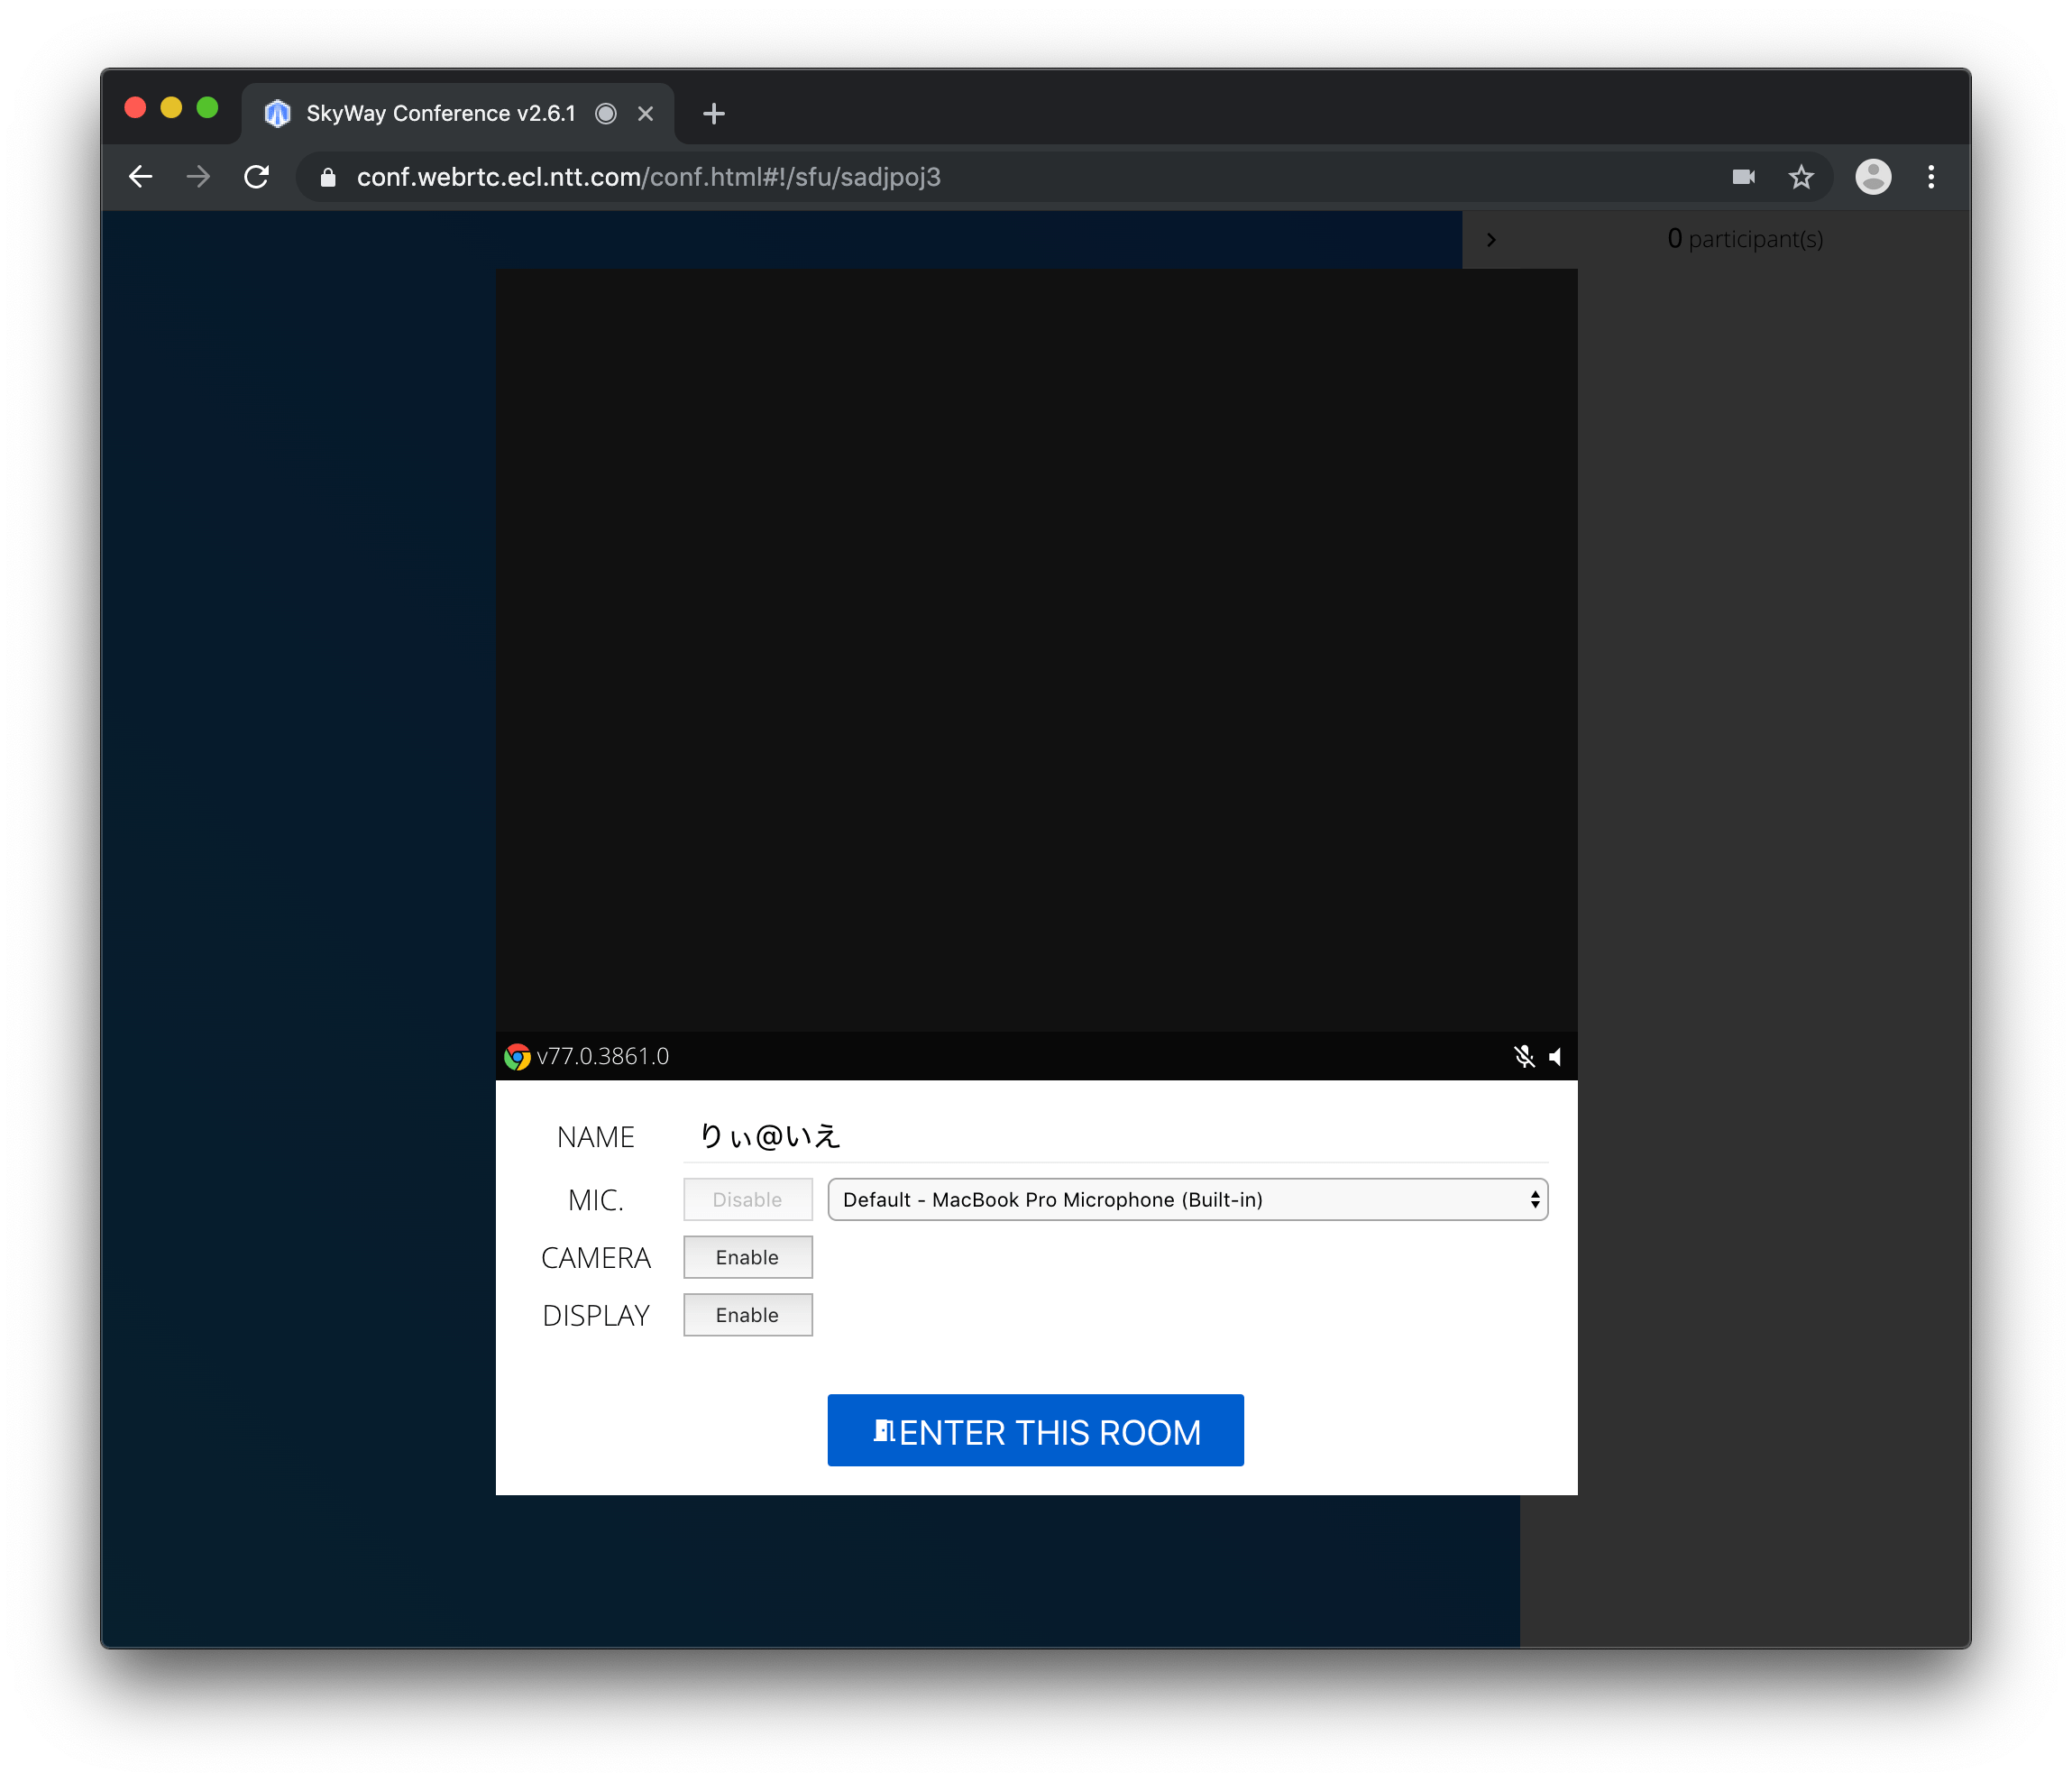 SkyWay Conference v2.6.1
conf.webrtc.ecl.ntt.com/conf.html#!/sfu/sadjpoj3
0 participant(s)
v77.0.3861.0
NAME りぃ@いえ
MIC. Disable Default - MacBook Pro Microphone (Built-in)
CAMERA Enable
DISPLAY Enable
ENTER THIS ROOM